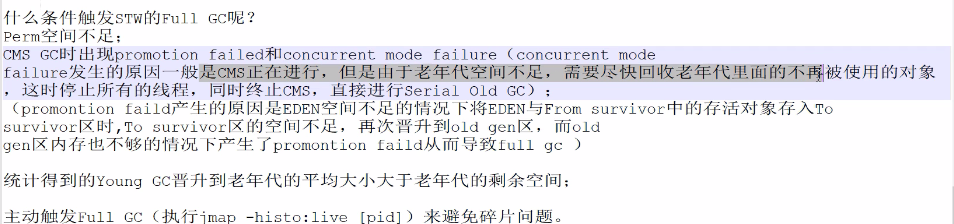 什么条件触发STW的Full GC呢？
Perm空间不足；
CMS GC时出现promotion failed和concurrent mode failure（concurrent mode
failure发生的原因一般是CMS正在进行，但是由于老年代空间不足，需要尽快回收老年代里面的不再被使用的对象
，这时停止所有的线程，同时终止CMS，直接进行Serial Old GC）；
（promontion faild产生的原因是EDEN空间不足的情况下将EDEN与From survivor中的存活对象存入To
survivor区时,To survivor区的空间不足，再次晋升到old gen区，而old
gen区内存也不够的情况下产生了promontion faild从而导致full gc ）
统计得到的Young GC晋升到老年代的平均大小大于老年代的剩余空间；
主动触发Full GC（执行jmap -histo:live [pid]）来避免碎片问题。